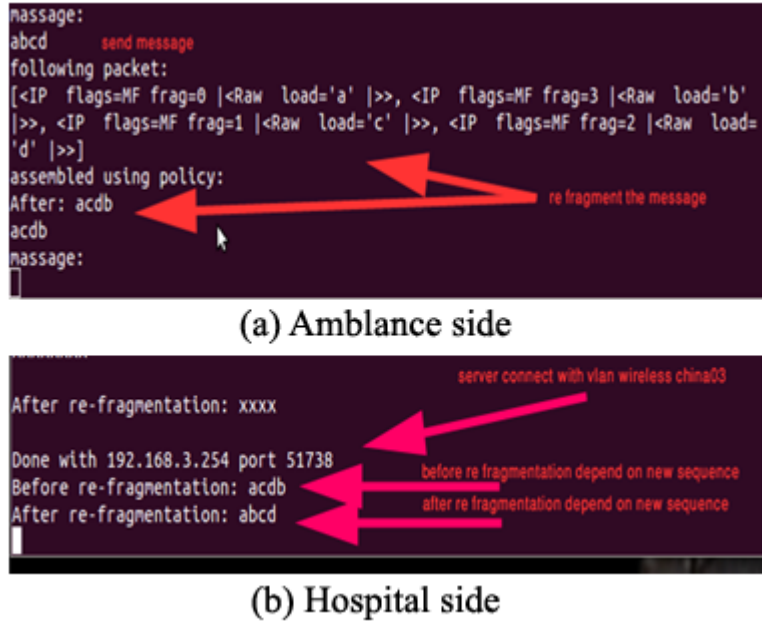 massage:
abcd send message
following packet:
[<IP flags=MF frag=0 |<Raw load='a' |>>, <IP flags=MF frag=3 |<Raw load='b'
|>>, <IP flags=MF frag=1 |<Raw load='c' |>>, <IP flags=MF frag=2 |<Raw load=
'd' |>>]
assembled using policy:
After: acdb
re fragment the message
acdb
massage:
(a) Amblance side
server connect with vlan wireless china03
After re-fragmentation: xxxx
Done with 192.168.3.254 port 51738
before re fragmentation depend on new sequence
Before re-fragmentation: acdb
after re fragmentation depend on new sequence
After re-fragmentation: abcd
(b) Hospital side